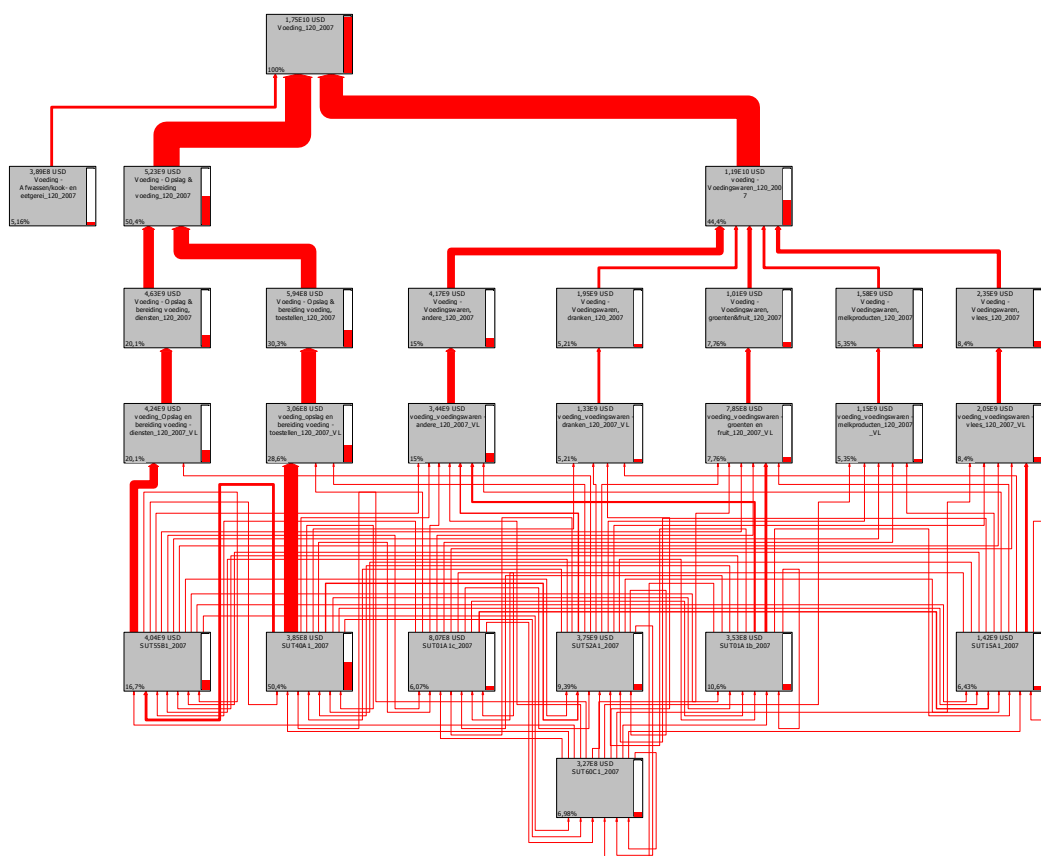 1,75E10 USD
Voeding_120_2007
100%
3,89E8 USD
Voeding -
Afwassen/kook- en
eetgerei_120_2007
5,16%
5,23E9 USD
Voeding - Opslag &
bereiding
voeding_120_2007
50,4%
1,19E10 USD
voeding -
Voedingswaren_120_200
7
44,4%
4,63E9 USD
Voeding - Opslag &
bereiding voeding,
diensten_120_2007
20,1%
5,94E8 USD
Voeding - Opslag &
bereiding voeding,
toestellen_120_2007
30,3%
4,17E9 USD
Voeding -
Voedingswaren,
andere_120_2007
15%
1,95E9 USD
Voeding -
Voedingswaren,
dranken_120_2007
5,21%
1,01E9 USD
Voeding -
Voedingswaren,
groenten&fruit_120_2007
7,76%
1,58E9 USD
Voeding -
Voedingswaren,
melkproducten_120_2007
5,35%
2,35E9 USD
Voeding -
Voedingswaren,
vlees_120_2007
8,4%
4,24E9 USD
voeding_Opslag en
bereiding voeding -
diensten_120_2007_VL
20,1%
3,06E8 USD
voeding_opslag en
bereiding voeding -
toestellen_120_2007_VL
28,6%
3,44E9 USD
voeding_voedingswaren -
andere_120_2007_VL
15%
1,33E9 USD
voeding_voedingswaren -
dranken_120_2007_VL
5,21%
7,85E8 USD
voeding_voedingswaren -
groenten en
fruit_120_2007_VL
7,76%
1,15E9 USD
voeding_voedingswaren -
melkproducten_120_2007
_VL
5,35%
2,05E9 USD
voeding_voedingswaren -
vlees_120_2007_VL
8,4%
4,04E9 USD
SUT55B1_2007
16,7%
3,85E8 USD
SUT40A1_2007
50,4%
8,07E8 USD
SUT01A1c_2007
6,07%
3,75E9 USD
SUT52A1_2007
9,39%
3,53E8 USD
SUT01A1b_2007
10,6%
1,42E9 USD
SUT15A1_2007
6,43%
3,27E8 USD
SUT60C1_2007
6,98%